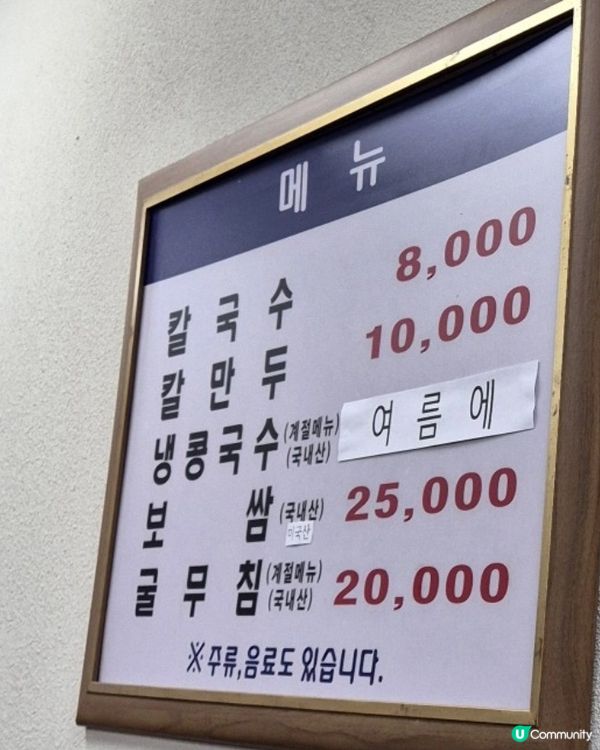 메뉴
칼국수 8,000
칼만두 10,000
냉콩국수 (계절메뉴) (국내산) 여름에
보쌈 (국내산) 미국산 25,000
굴무침 (계절메뉴) (국내산) 20,000
※주류,음료도 있습니다.
U Community